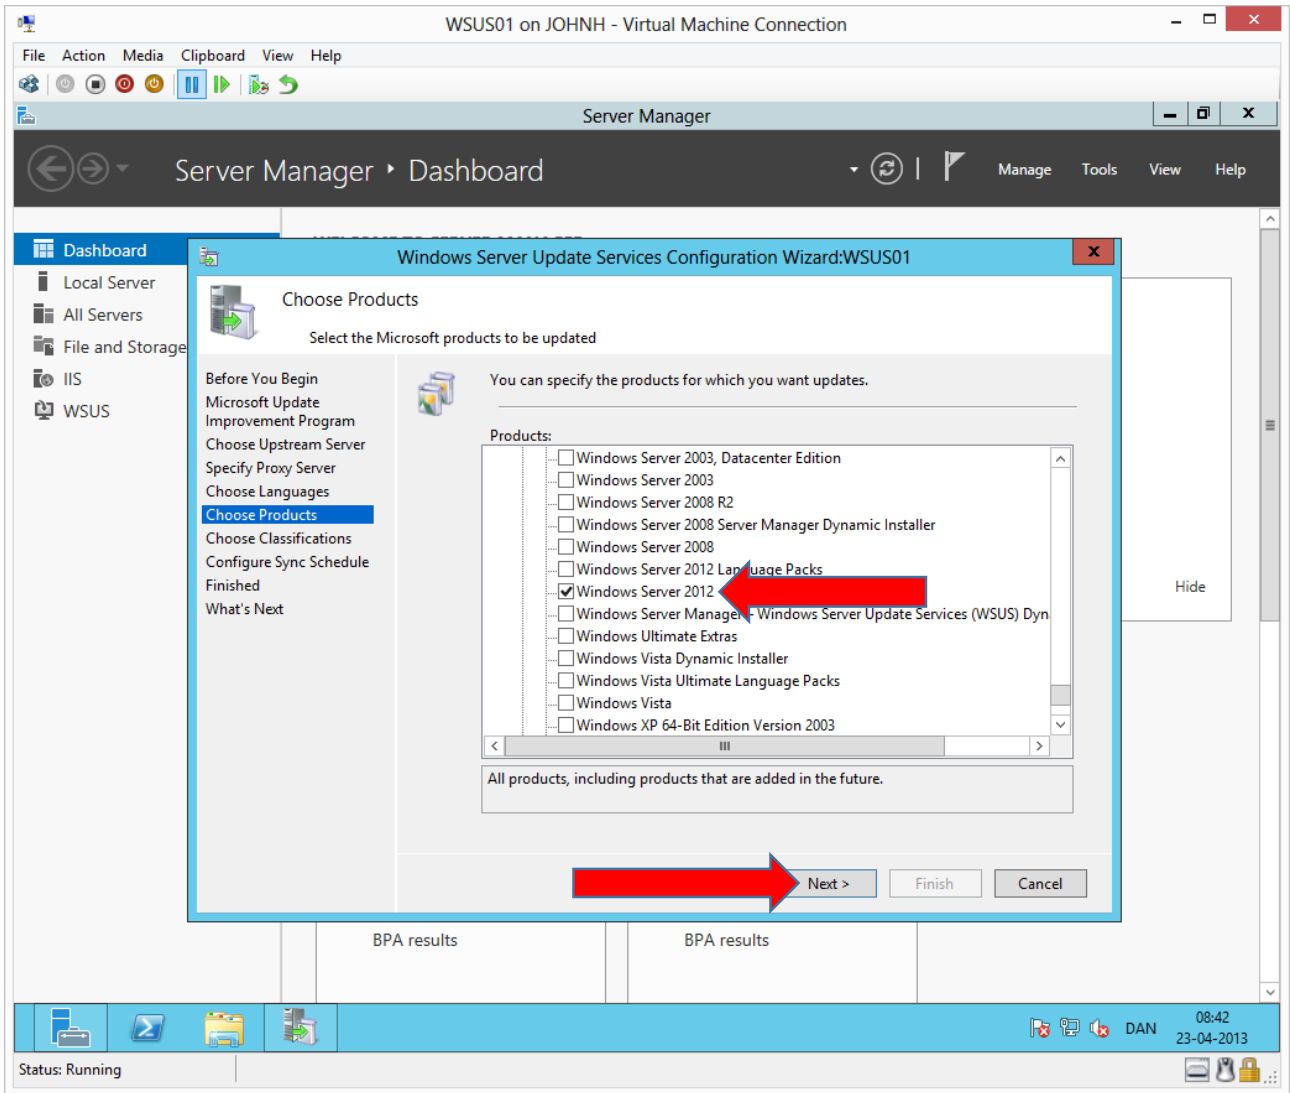 WSUS01 on JOHNH - Virtual Machine Connection
File Action Media Clipboard View Help
Server Manager
Server Manager ‣ Dashboard
Manage Tools View Help
Dashboard
Local Server
All Servers
File and Storage
IIS
WSUS
Windows Server Update Services Configuration Wizard:WSUS01
Choose Products
Select the Microsoft products to be updated
Before You Begin
Microsoft Update
Improvement Program
Choose Upstream Server
Specify Proxy Server
Choose Languages
Choose Products
Choose Classifications
Configure Sync Schedule
Finished
What's Next
You can specify the products for which you want updates.
Products:
Windows Server 2003, Datacenter Edition
Windows Server 2003
Windows Server 2008 R2
Windows Server 2008 Server Manager Dynamic Installer
Windows Server 2008
Windows Server 2012 Language Packs
Windows Server 2012
Windows Server Manager - Windows Server Update Services (WSUS) Dyn
Windows Ultimate Extras
Windows Vista Dynamic Installer
Windows Vista Ultimate Language Packs
Windows Vista
Windows XP 64-Bit Edition Version 2003
All products, including products that are added in the future.
Next >
Finish
Cancel
Hide
BPA results
BPA results
DAN
08:42
23-04-2013
Status: Running